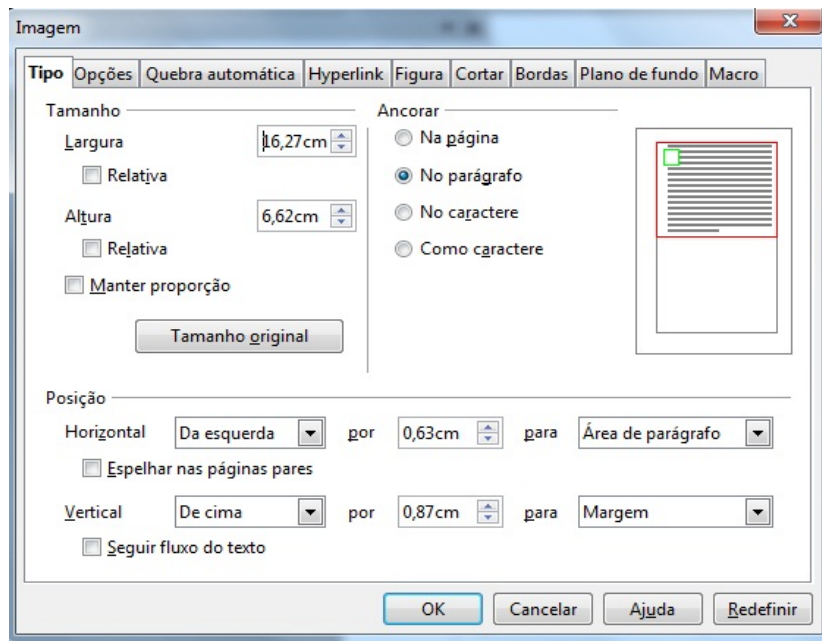 Imagem
Tipo Opções Quebra automática Hyperlink Figura Cortar Bordas Plano de fundo Macro
Tamanho
Largura 16,27cm
Relativa
Altura 6,62cm
Relativa
Manter proporção
Tamanho original
Ancorar
Na página
No parágrafo
No caractere
Como caractere
Posição
Horizontal Da esquerda por 0,63cm para Área de parágrafo
Espelhar nas páginas pares
Vertical De cima por 0,87cm para Margem
Seguir fluxo do texto
OK Cancelar Ajuda Redefinir